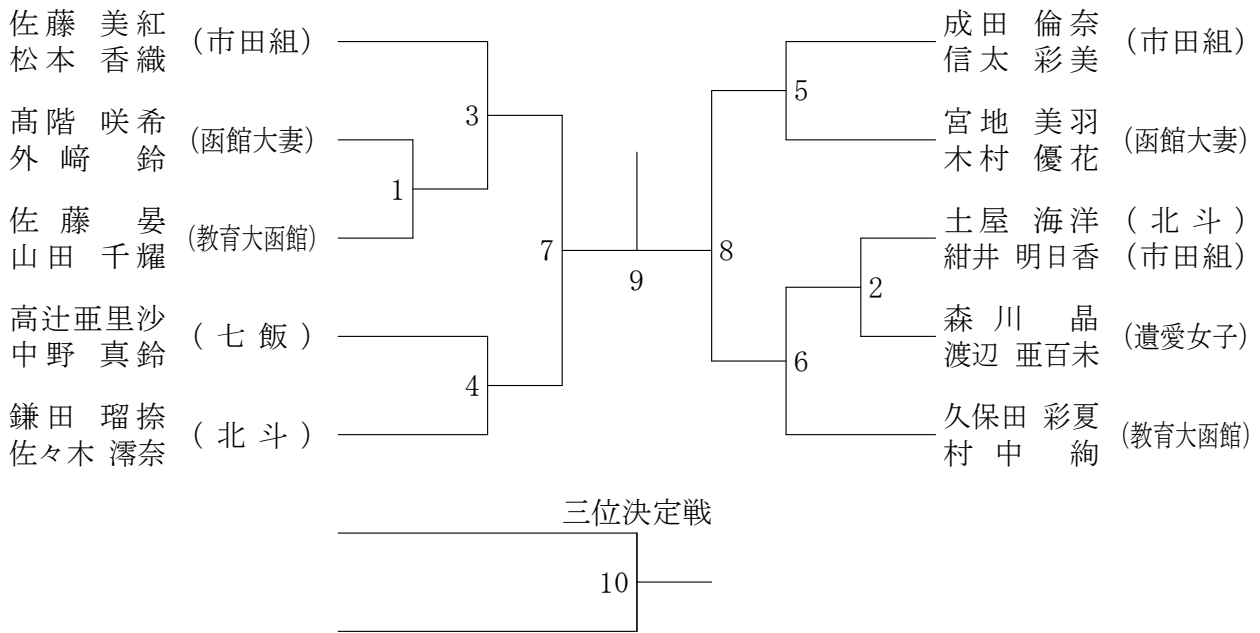 佐藤 美紅
松本 香織
(市田組)
髙階 咲希
外﨑 鈴
(函館大妻)
佐藤 晏
山田 千耀
(教育大函館)
高辻亜里沙
中野 真鈴
(七飯)
鎌田 瑠捺
佐々木 澪奈
(北斗)
1
3
4
7
9
8
5
2
6
成田 倫奈
信太 彩美
(市田組)
宮地 美羽
木村 優花
(函館大妻)
土屋 海洋 (北斗)
紺井 明日香 (市田組)
森川 晶
渡辺 亜百未
(遺愛女子)
久保田 彩夏
村中 絢
(教育大函館)
三位決定戦
10